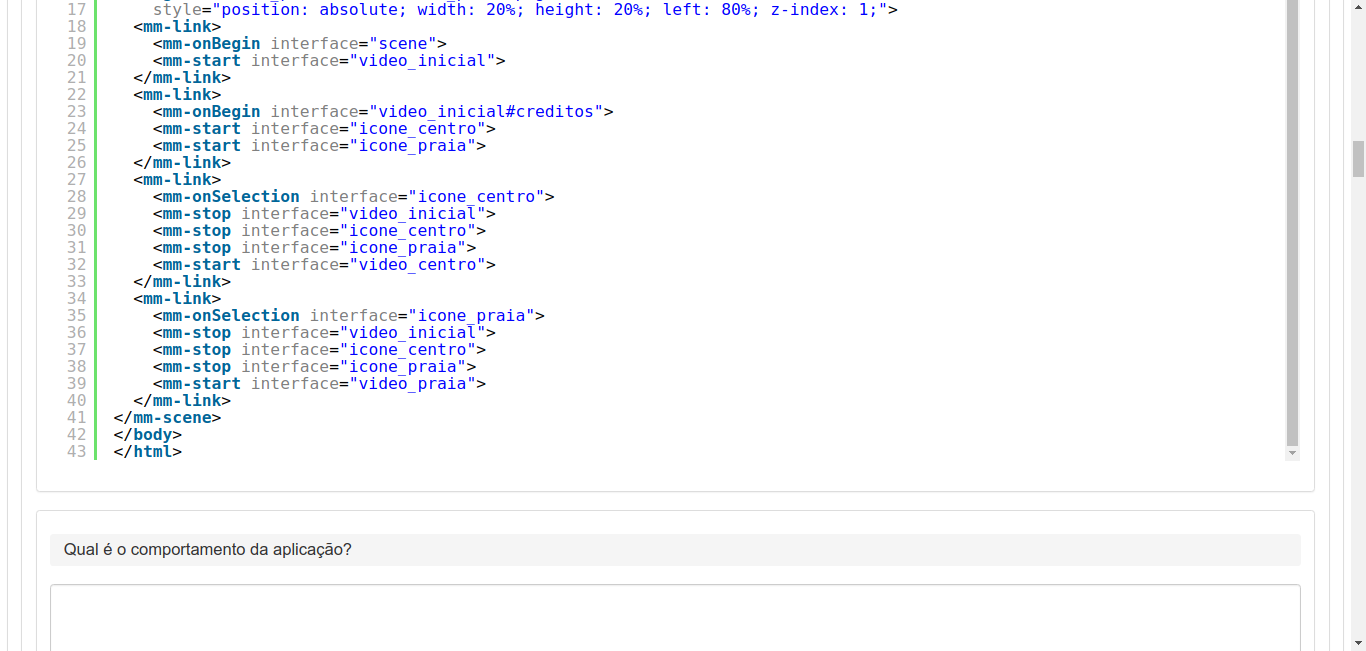 17 style="position: absolute; width: 20%; height: 20%; left: 80%; z-index: 1;">
18 <mm-link>
19 <mm-onBegin interface="scene">
20 <mm-start interface="video_inicial">
21 </mm-link>
22 <mm-link>
23 <mm-onBegin interface="video_inicial#creditos">
24 <mm-start interface="icone_centro">
25 <mm-start interface="icone_praia">
26 </mm-link>
27 <mm-link>
28 <mm-onSelection interface="icone_centro">
29 <mm-stop interface="video_inicial">
30 <mm-stop interface="icone_centro">
31 <mm-stop interface="icone_praia">
32 <mm-start interface="video_centro">
33 </mm-link>
34 <mm-link>
35 <mm-onSelection interface="icone_praia">
36 <mm-stop interface="video_inicial">
37 <mm-stop interface="icone_centro">
38 <mm-stop interface="icone_praia">
39 <mm-start interface="video_praia">
40 </mm-link>
41 </mm-scene>
42 </body>
43 </html>
Qual é o comportamento da aplicação?